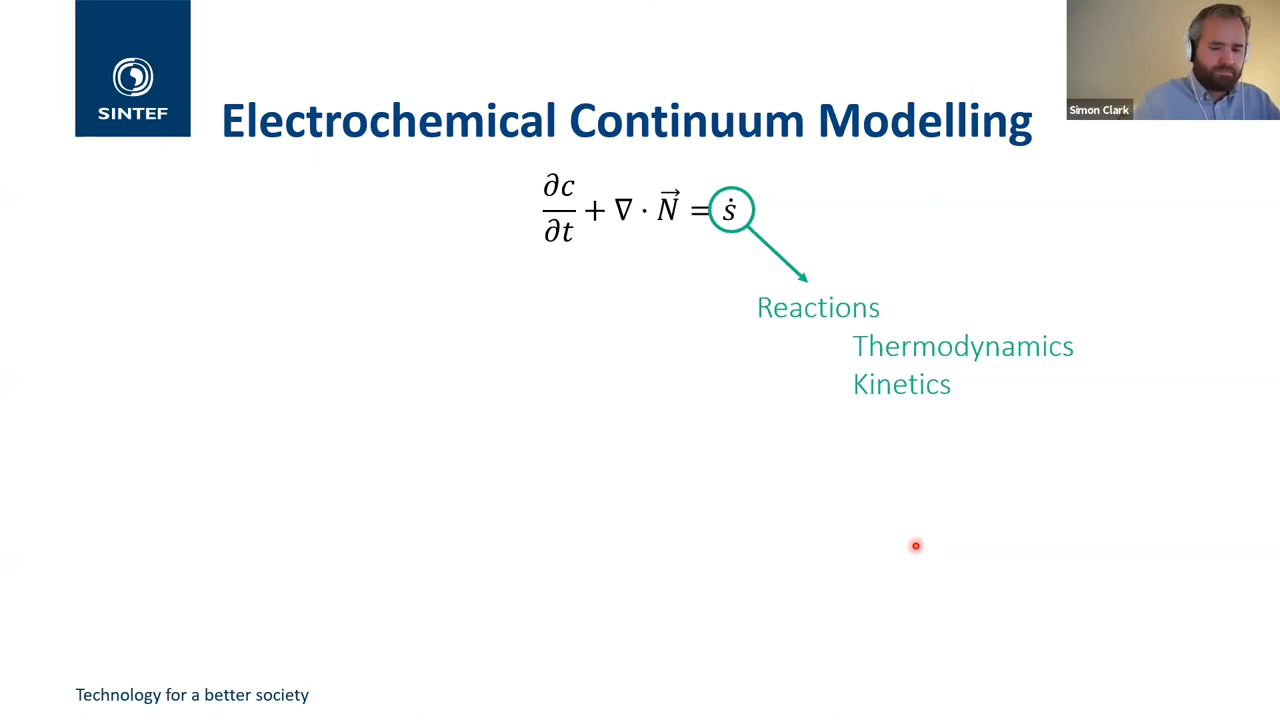 SINTEF
Simon Clark
Electrochemical Continuum Modelling
∂c/∂t + ∇ · N⃗ = ṡ
Reactions
Thermodynamics
Kinetics
Technology for a better society